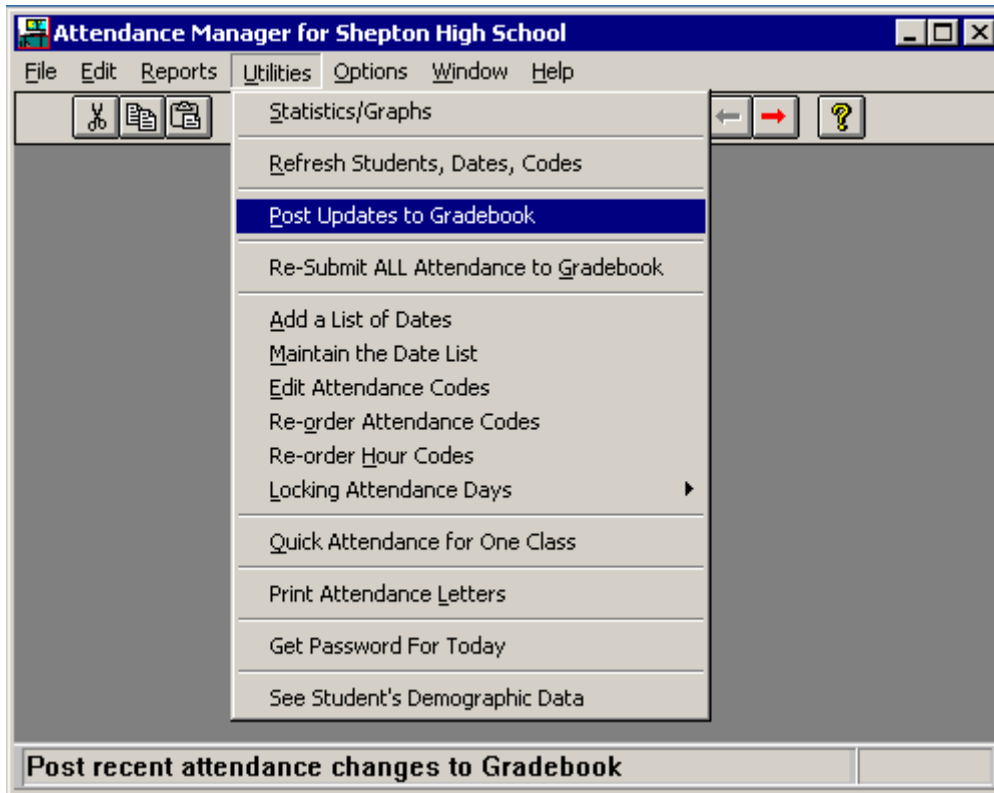 Attendance Manager for Shepton High School
File Edit Reports Utilities Options Window Help
Statistics/Graphs
Refresh Students, Dates, Codes
Post Updates to Gradebook
Re-Submit ALL Attendance to Gradebook
Add a List of Dates
Maintain the Date List
Edit Attendance Codes
Re-order Attendance Codes
Re-order Hour Codes
Locking Attendance Days
Quick Attendance for One Class
Print Attendance Letters
Get Password For Today
See Student's Demographic Data
Post recent attendance changes to Gradebook